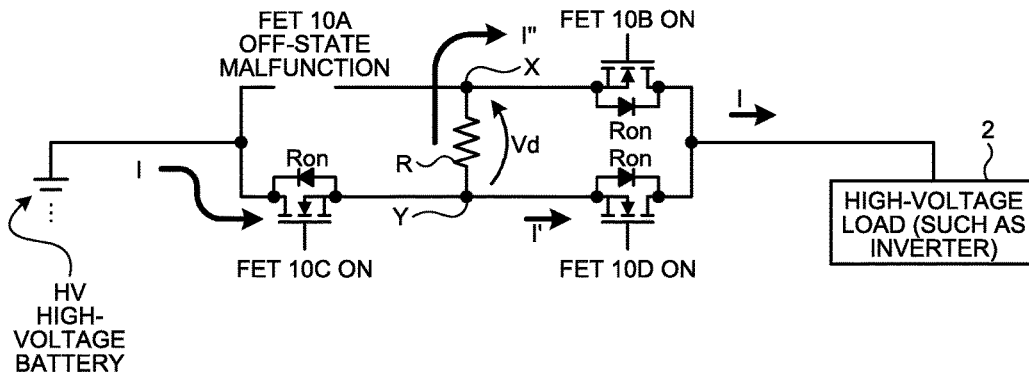 FET 10A
OFF-STATE
MALFUNCTION
I"
X
FET 10B ON
Ron
I
2
Vd
R
Ron
Ron
I
Y
I'
FET 10C ON
FET 10D ON
HIGH-VOLTAGE
LOAD (SUCH AS
INVERTER)
HV
HIGH-
VOLTAGE
BATTERY